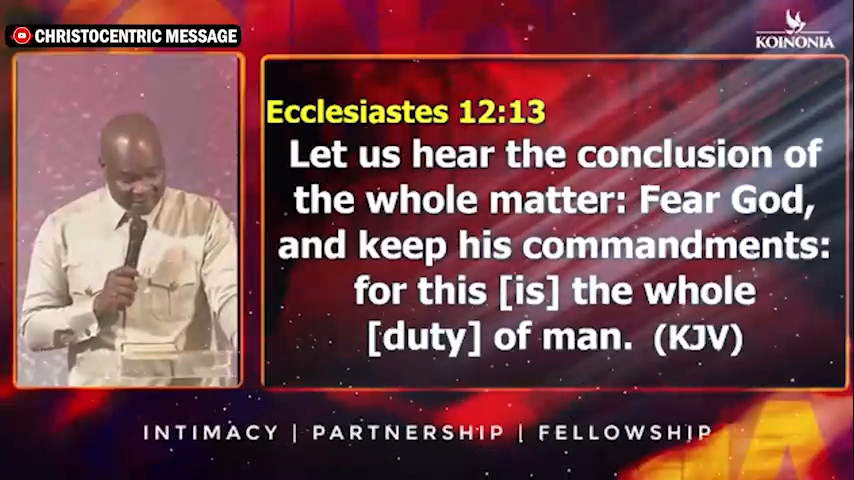 CHRISTOCENTRIC MESSAGE
KOINONIA
Ecclesiastes 12:13
Let us hear the conclusion of
the whole matter: Fear God,
and keep his commandments:
for this [is] the whole
[duty] of man. (KJV)
INTIMACY | PARTNERSHIP | FELLOWSHIP